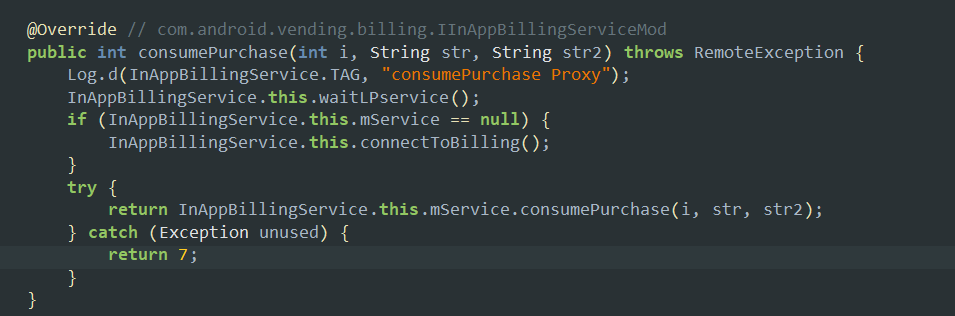 @Override // com.android.vending.billing.IInAppBillingServiceMod
public int consumePurchase(int i, String str, String str2) throws RemoteException {
Log.d(InAppBillingService.TAG, "consumePurchase Proxy");
InAppBillingService.this.waitLPservice();
if (InAppBillingService.this.mService == null) {
InAppBillingService.this.connectToBilling();
}
try {
return InAppBillingService.this.mService.consumePurchase(i, str, str2);
} catch (Exception unused) {
return 7;
}
}